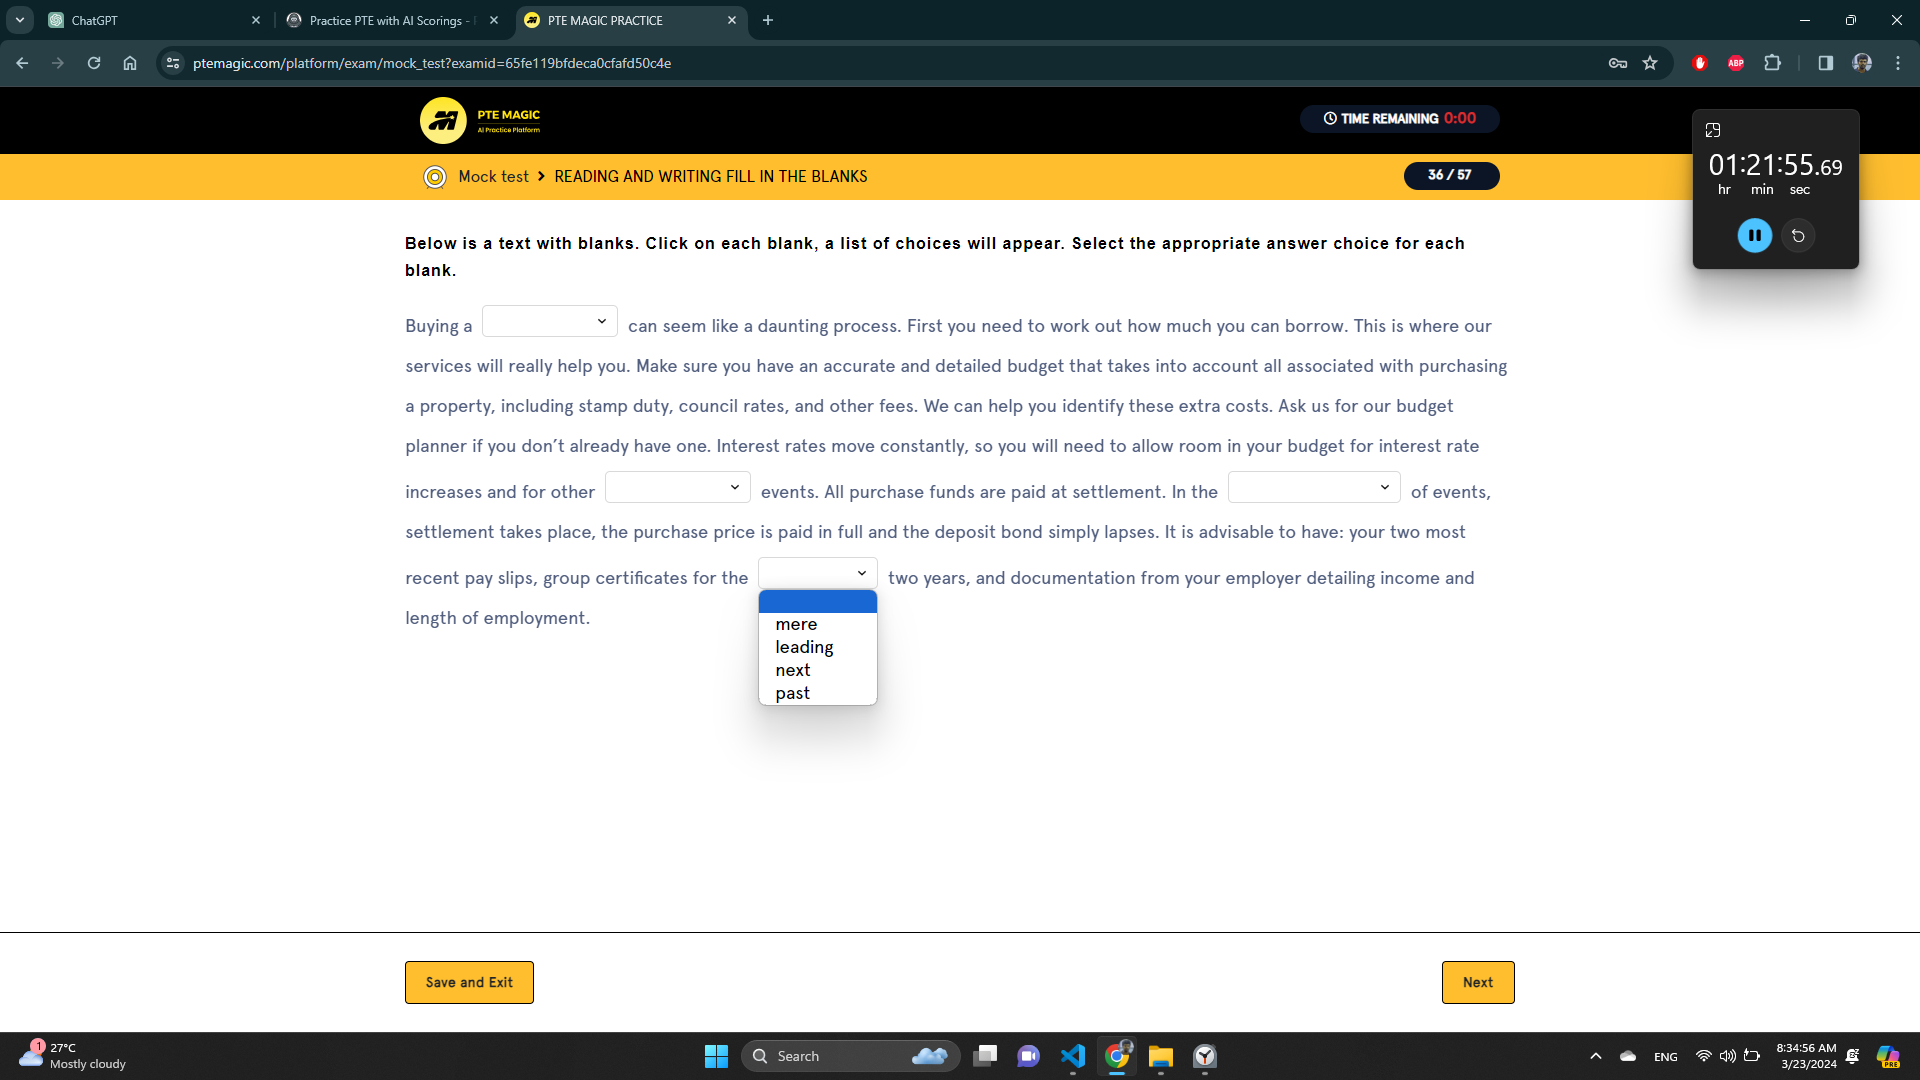 ChatGPT
Practice PTE with AI Scorings -
PTE MAGIC PRACTICE
ptemagic.com/platform/exam/mock_test?examid=65fe119bfdeca0cfafd50c4e
ABP
PTE MAGIC
AI Practice Platform
TIME REMAINING 0:00
01:21:55.69
hr min sec
Mock test > READING AND WRITING FILL IN THE BLANKS
36 / 57
Below is a text with blanks. Click on each blank, a list of choices will appear. Select the appropriate answer choice for each
blank.
Buying a can seem like a daunting process. First you need to work out how much you can borrow. This is where our
services will really help you. Make sure you have an accurate and detailed budget that takes into account all associated with purchasing
a property, including stamp duty, council rates, and other fees. We can help you identify these extra costs. Ask us for our budget
planner if you don’t already have one. Interest rates move constantly, so you will need to allow room in your budget for interest rate
increases and for other events. All purchase funds are paid at settlement. In the of events,
settlement takes place, the purchase price is paid in full and the deposit bond simply lapses. It is advisable to have: your two most
recent pay slips, group certificates for the two years, and documentation from your employer detailing income and
length of employment.
mere
leading
next
past
Save and Exit
Next
1
27°C
Mostly cloudy
Search
ENG
8:34:56 AM
3/23/2024
PRE